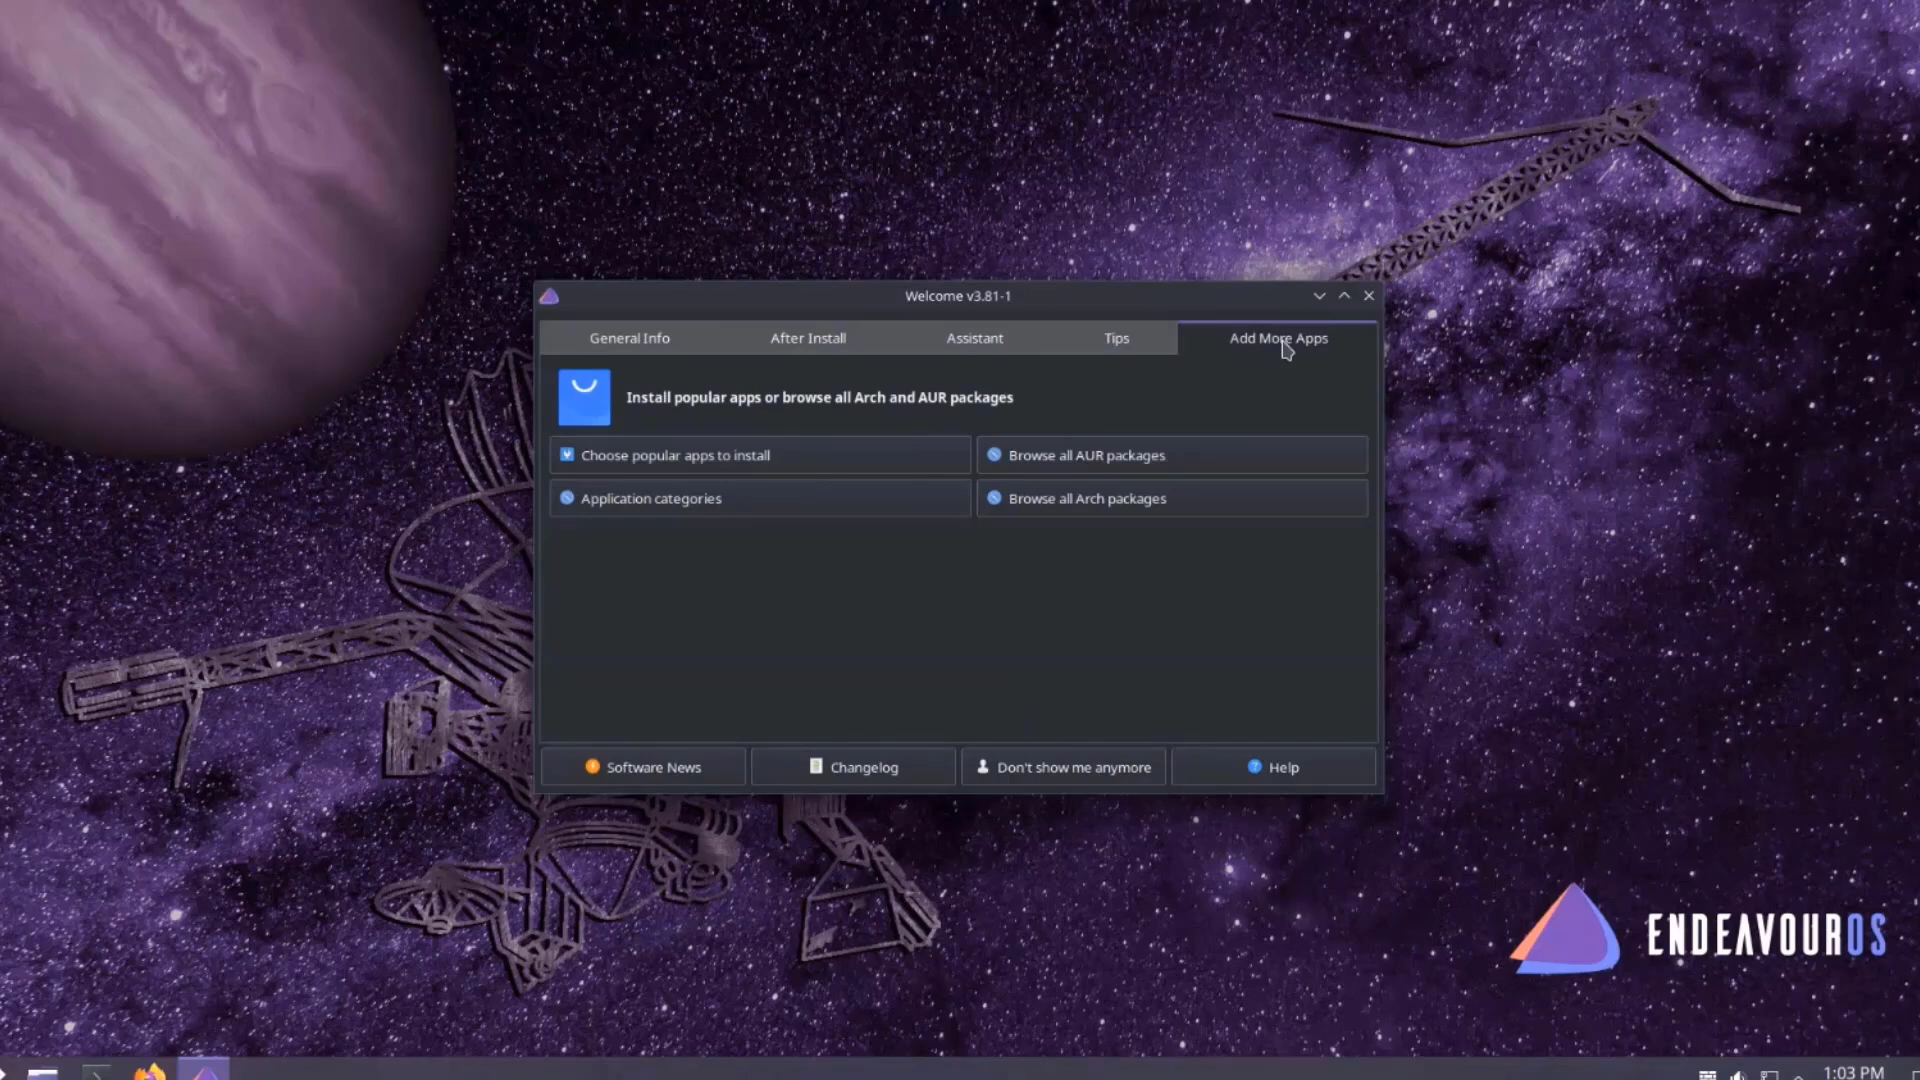 Welcome v3.81-1
General Info
After Install
Assistant
Tips
Add More Apps
Install popular apps or browse all Arch and AUR packages
Choose popular apps to install
Browse all AUR packages
Application categories
Browse all Arch packages
Software News
Changelog
Don't show me anymore
Help
ENDEAVOUROS
1:03 PM